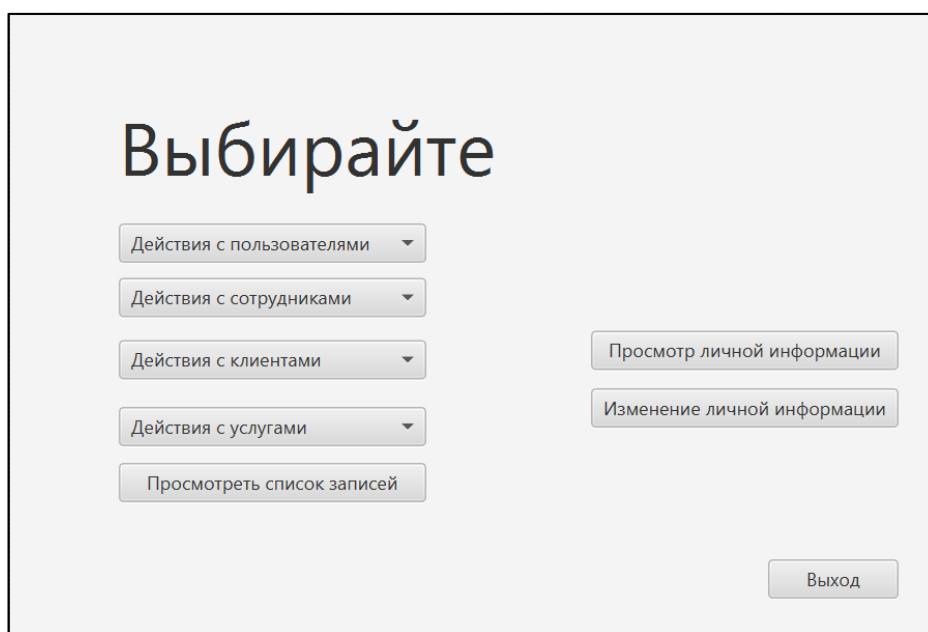 Выбирайте
Действия с пользователями
Действия с сотрудниками
Действия с клиентами
Действия с услугами
Просмотреть список записей
Просмотр личной информации
Изменение личной информации
Выход